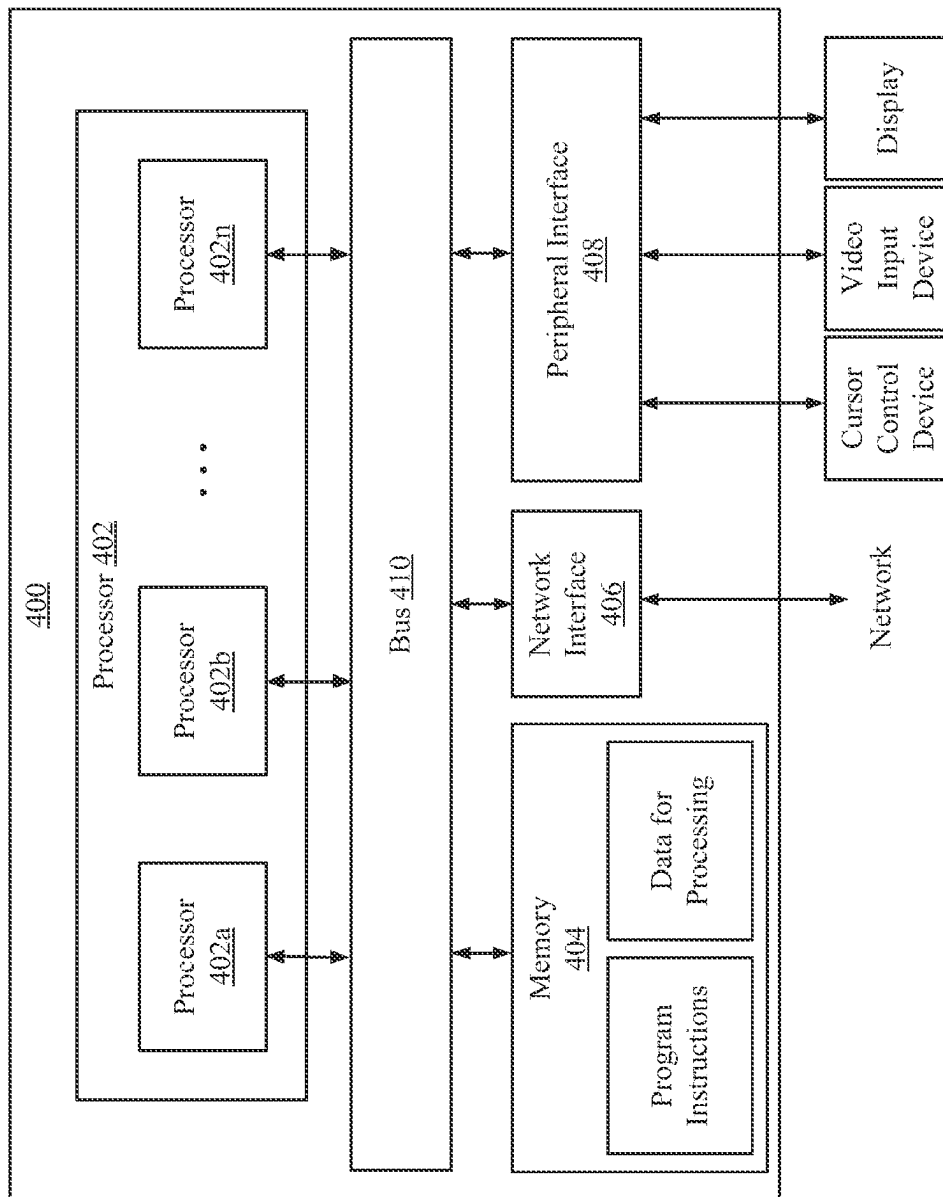 400
Processor 402
Processor
402a
Processor
402b
. . .
Processor
402n
Bus 410
Memory
404
Program
Instructions
Data for
Processing
Network
Interface
406
Peripheral Interface
408
Network
Cursor
Control
Device
Video
Input
Device
Display